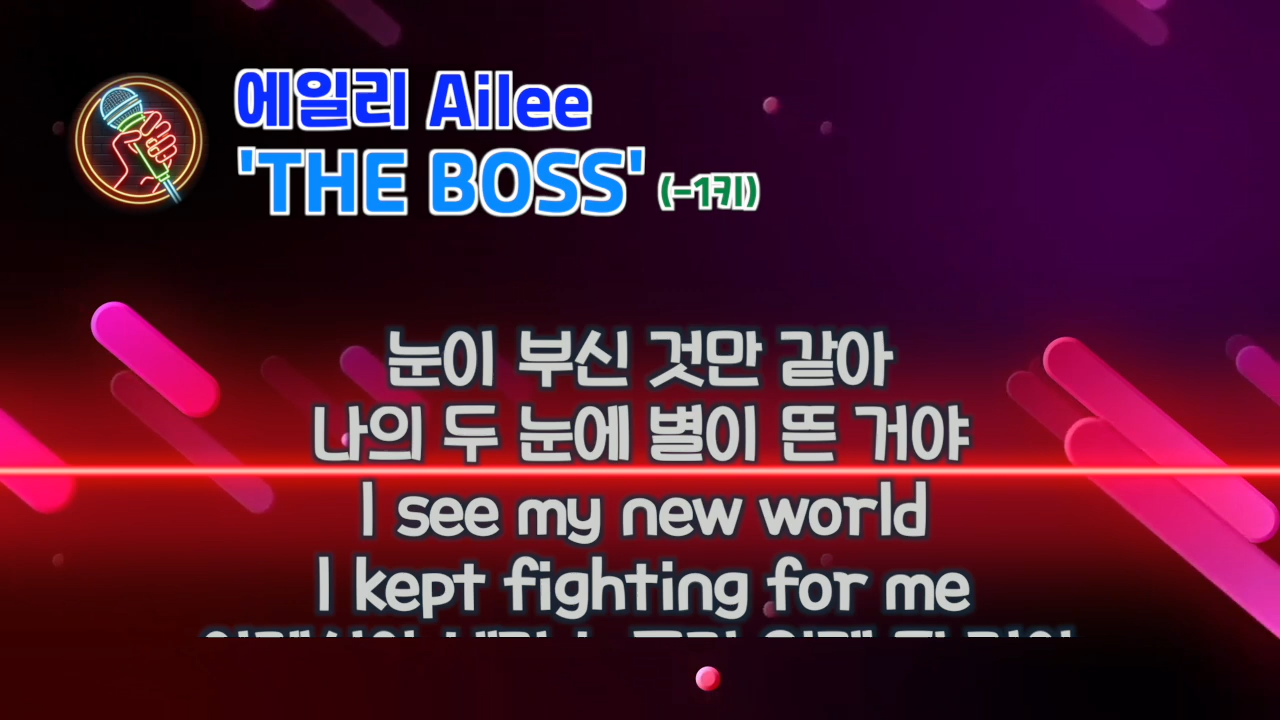 에일리 Ailee
'THE BOSS' (-1키)
눈이 부신 것만 같아
나의 두 눈에 별이 뜬 거야
I see my new world
I kept fighting for me